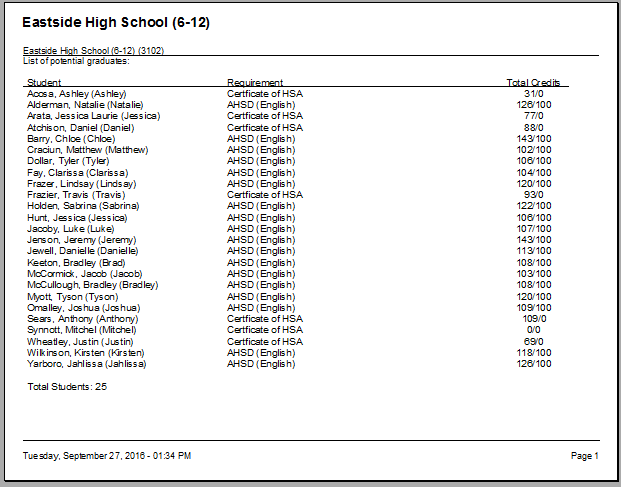 Eastside High School (6-12)
Eastside High School (6-12) (3102)
List of potential graduates:
Student Requirement Total Credits
Acosa, Ashley (Ashley) Certficate of HSA 31/0
Alderman, Natalie (Natalie) AHSD (English) 126/100
Arata, Jessica Laurie (Jessica) Certficate of HSA 77/0
Atchison, Daniel (Daniel) Certficate of HSA 88/0
Barry, Chloe (Chloe) AHSD (English) 143/100
Craciun, Matthew (Matthew) AHSD (English) 102/100
Dollar, Tyler (Tyler) AHSD (English) 106/100
Fay, Clarissa (Clarissa) AHSD (English) 104/100
Frazer, Lindsay (Lindsay) AHSD (English) 120/100
Frazier, Travis (Travis) Certficate of HSA 93/0
Holden, Sabrina (Sabrina) AHSD (English) 122/100
Hunt, Jessica (Jessica) AHSD (English) 106/100
Jacoby, Luke (Luke) AHSD (English) 107/100
Jenson, Jeremy (Jeremy) AHSD (English) 143/100
Jewell, Danielle (Danielle) AHSD (English) 113/100
Keeton, Bradley (Brad) AHSD (English) 108/100
McCormick, Jacob (Jacob) AHSD (English) 103/100
McCullough, Bradley (Bradley) AHSD (English) 108/100
Myott, Tyson (Tyson) AHSD (English) 120/100
Omalley, Joshua (Joshua) AHSD (English) 109/100
Sears, Anthony (Anthony) Certficate of HSA 109/0
Synnott, Mitchel (Mitchel) Certficate of HSA 0/0
Wheatley, Justin (Justin) Certficate of HSA 69/0
Wilkinson, Kirsten (Kirsten) AHSD (English) 118/100
Yarboro, Jahlissa (Jahlissa) AHSD (English) 126/100
Total Students: 25
Tuesday, September 27, 2016 - 01:34 PM Page 1